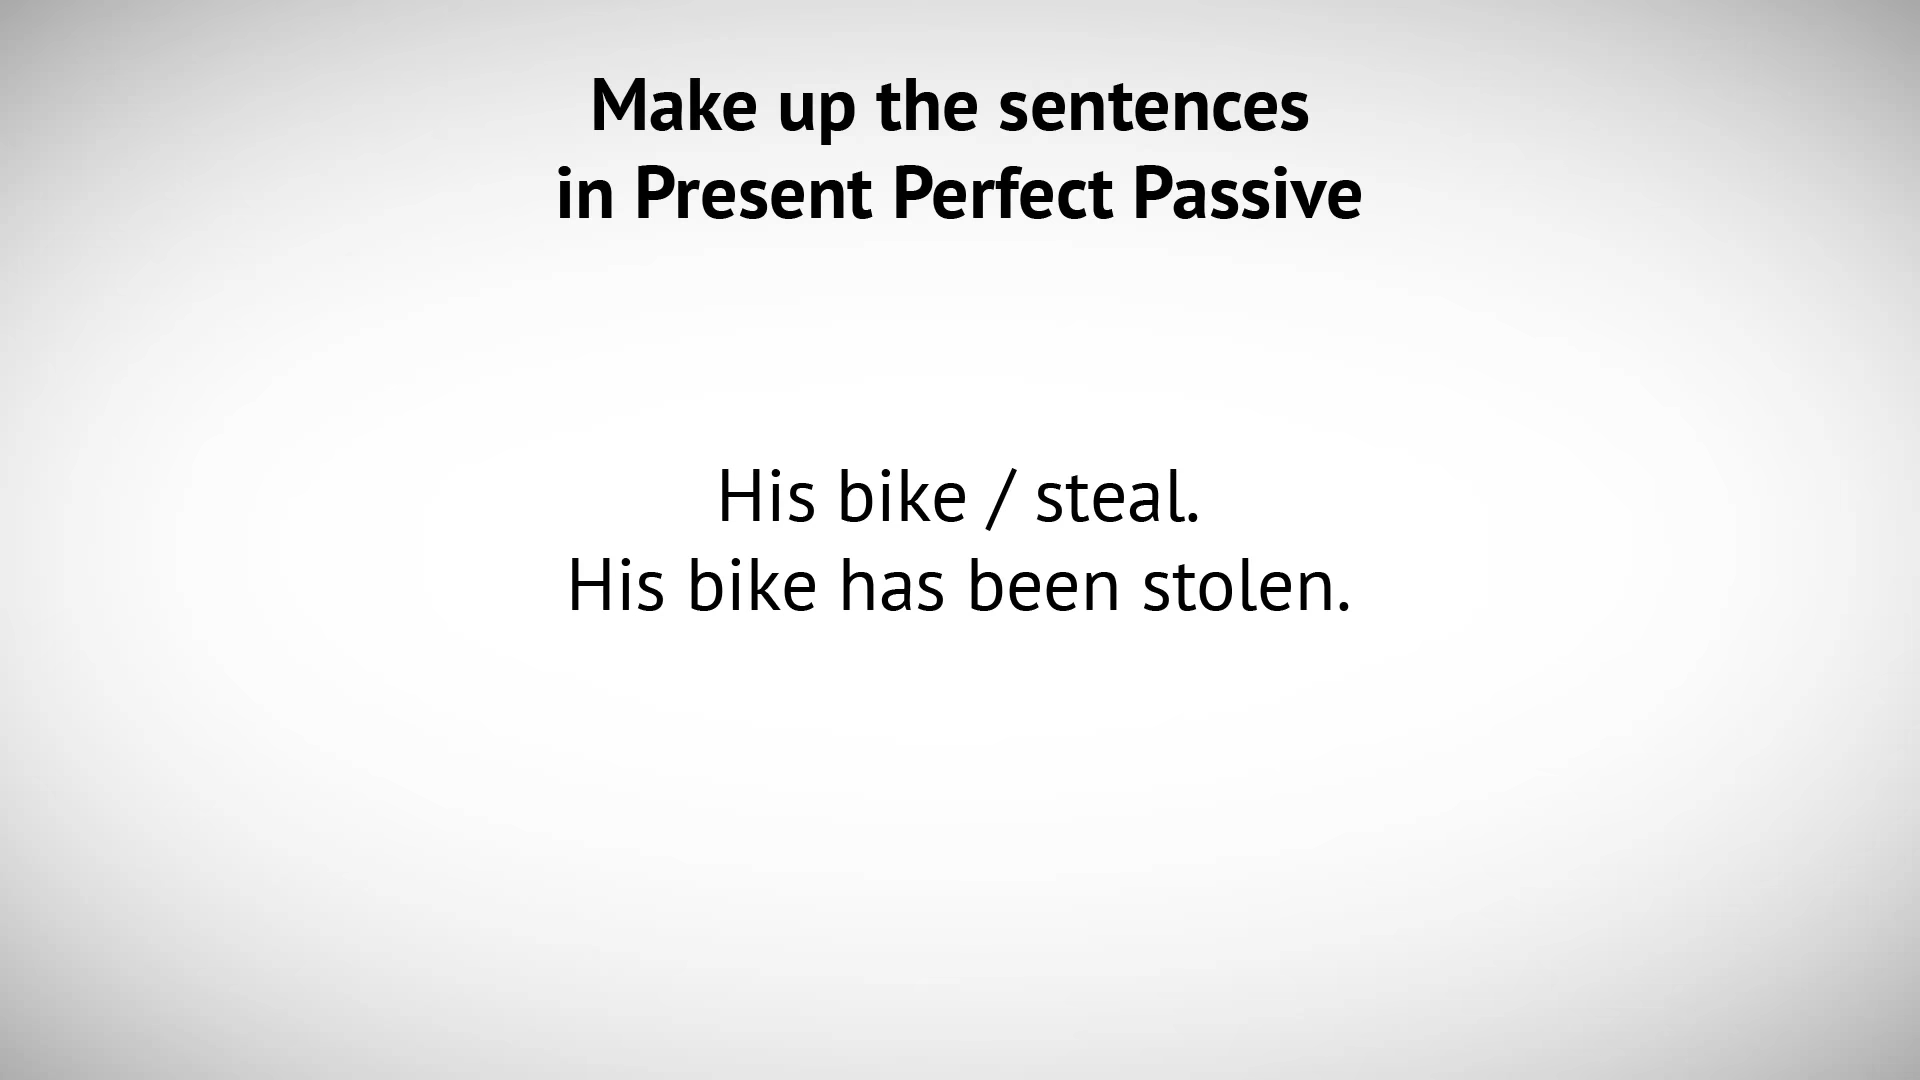 Make up the sentences
in Present Perfect Passive
His bike / steal.
His bike has been stolen.